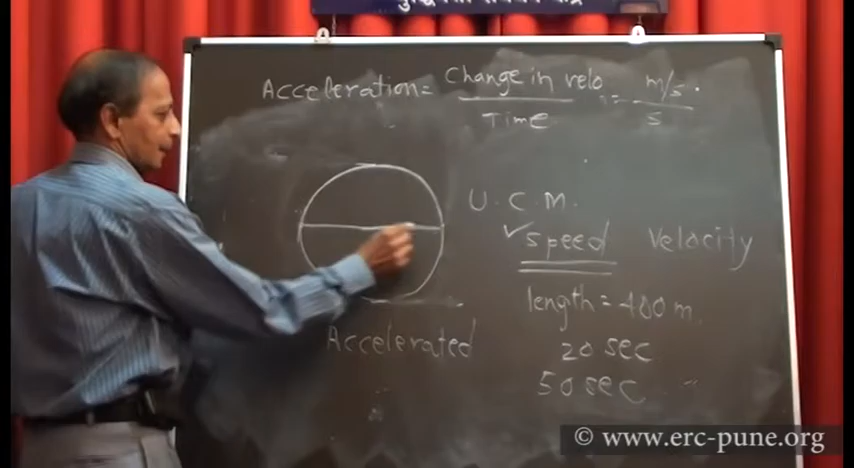 Acceleration = Change in velo / Time = m/s / s
U.C.M.
✓speed Velocity
length = 400 m.
Accelerated
20 sec
50 sec
© www.erc-pune.org